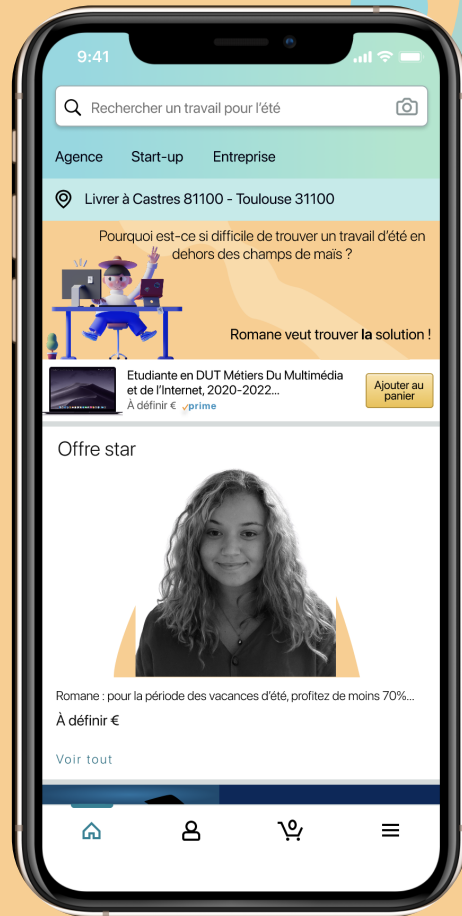 9:41
Rechercher un travail pour l'été
Agence Start-up Entreprise
Livrer à Castres 81100 - Toulouse 31100
Pourquoi est-ce si difficile de trouver un travail d'été en
dehors des champs de maïs ?
Romane veut trouver la solution !
Etudiante en DUT Métiers Du Multimédia
et de l'Internet, 2020-2022...
À définir € prime
Ajouter au
panier
Offre star
Romane : pour la période des vacances d'été, profitez de moins 70%...
À définir €
Voir tout
0